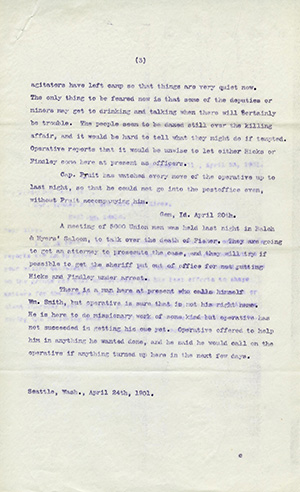 (3)
agitators have left camp so that things are very quiet now.
The only thing to be feared now is that some of the deputies or
miners may get to drinking and talking when there will certainly
be trouble. The people seem to be dazed still over the killing
affair, and it would be hard to tell what they might do if tempted.
Operative reports that it would be unwise to let either Hicks or
Findley come here at present as officers.
Cap. Pruit has watched every move of the operative up to
last night, so that he could not go into the postoffice even,
without Pruit accompanying him.
Gem, Id. April 20th.
A meeting of Union men was held last night in Balch
& Myers' Saloon, to talk over the death of Fisher. They are going
to get an attorney to prosecute the case, and they will try if
possible to get the sheriff put out of office for not putting
Hicks and Findley under arrest.
There is a man here at present who calls himself
Wm. Smith, but operative is sure that is not his right name.
He is here to do missionary work of some kind but operative has
not succeeded in getting his cue yet. Operative offered to help
him in anything he wanted done, and he said he would call on the
operative if anything turned up here in the next few days.
Seattle, Wash., April 24th, 1901.
c